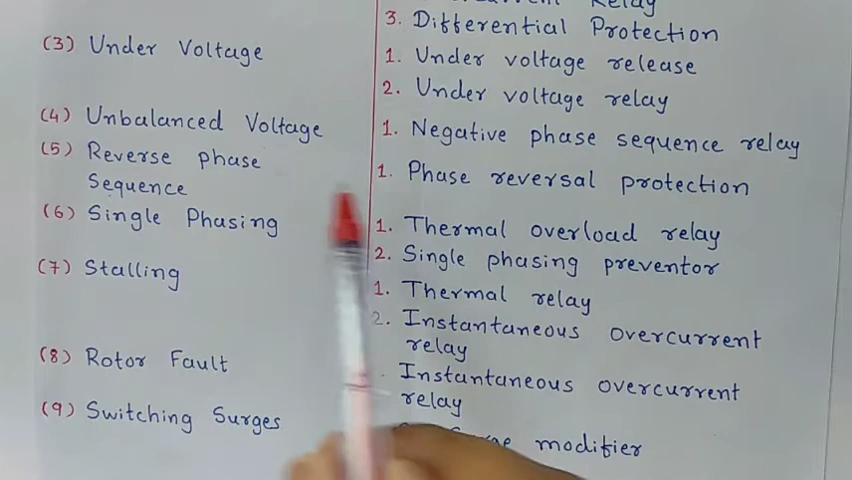 Relay
3. Differential Protection
(3) Under Voltage
1. Under voltage release
2. Under voltage relay
(4) Unbalanced Voltage
1. Negative phase sequence relay
(5) Reverse phase
Sequence
1. Phase reversal protection
(6) Single Phasing
1. Thermal overload relay
2. Single phasing preventor
(7) Stalling
1. Thermal relay
2. Instantaneous overcurrent
relay
(8) Rotor Fault
Instantaneous overcurrent
relay
(9) Switching Surges
modifier